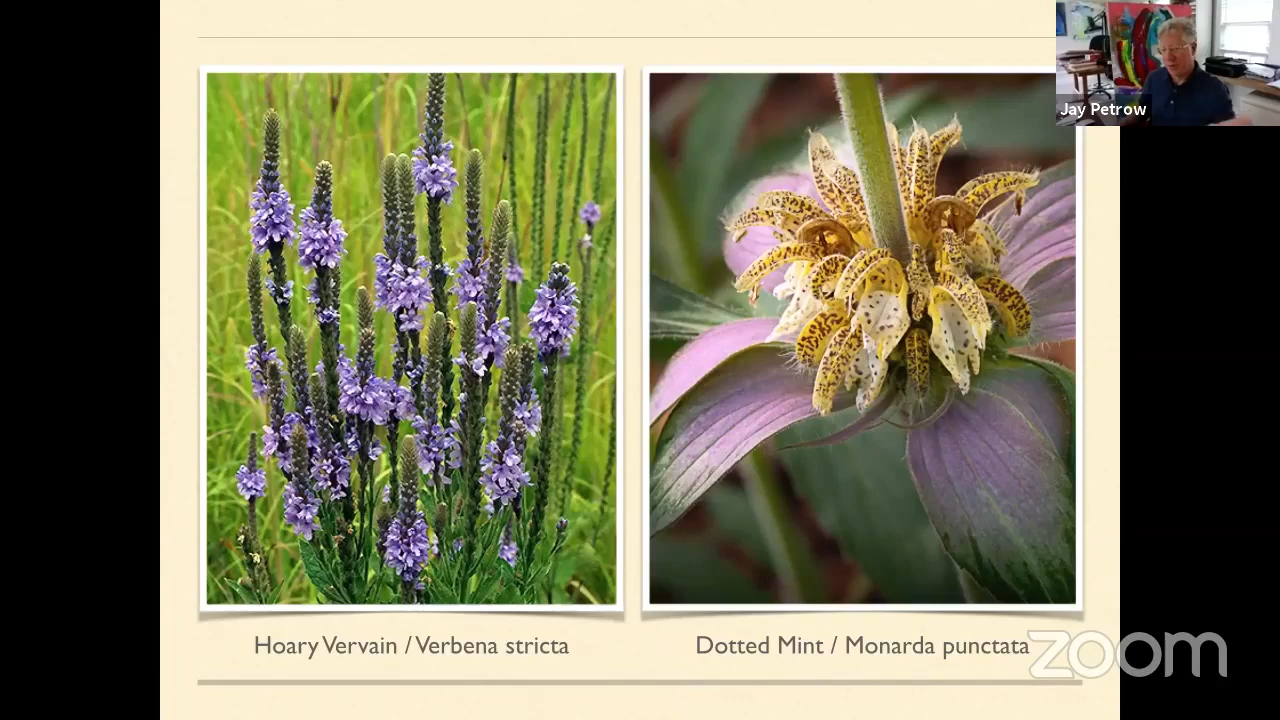 Jay Petrow
Hoary Vervain / Verbena stricta
Dotted Mint / Monarda punctata
zoom